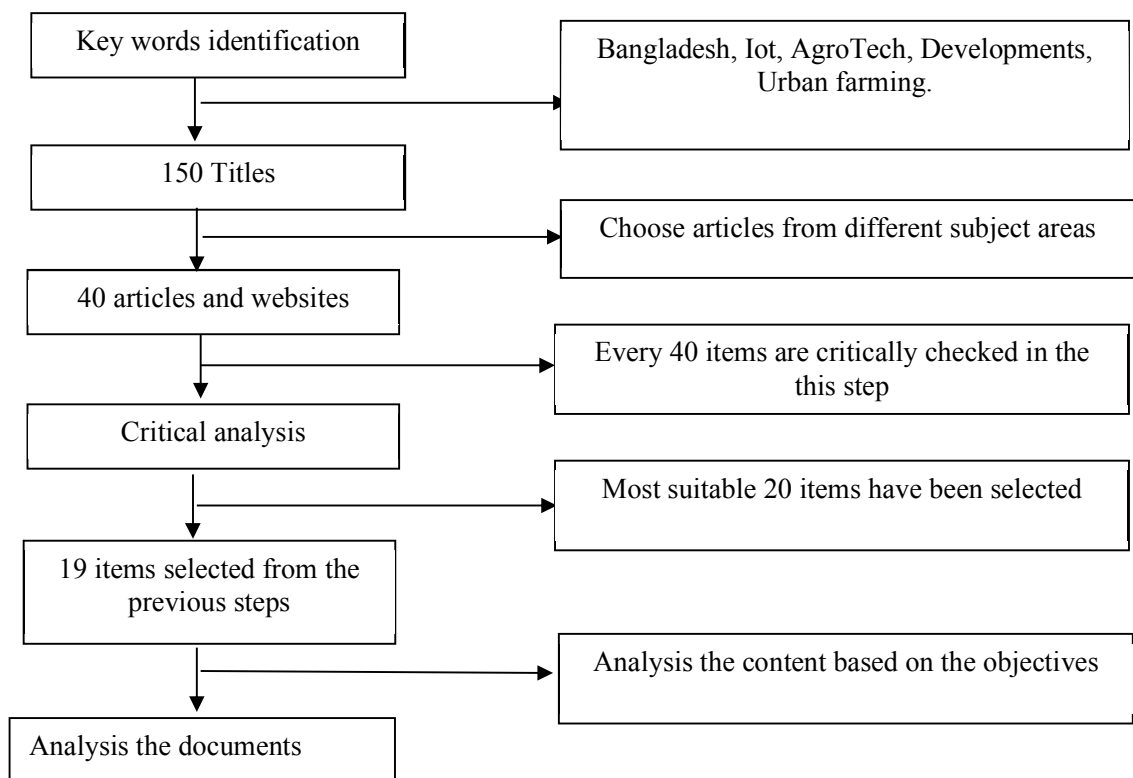 Key words identification
Bangladesh, Iot, AgroTech, Developments,
Urban farming.
150 Titles
Choose articles from different subject areas
40 articles and websites
Every 40 items are critically checked in the
this step
Critical analysis
Most suitable 20 items have been selected
19 items selected from the
previous steps
Analysis the content based on the objectives
Analysis the documents